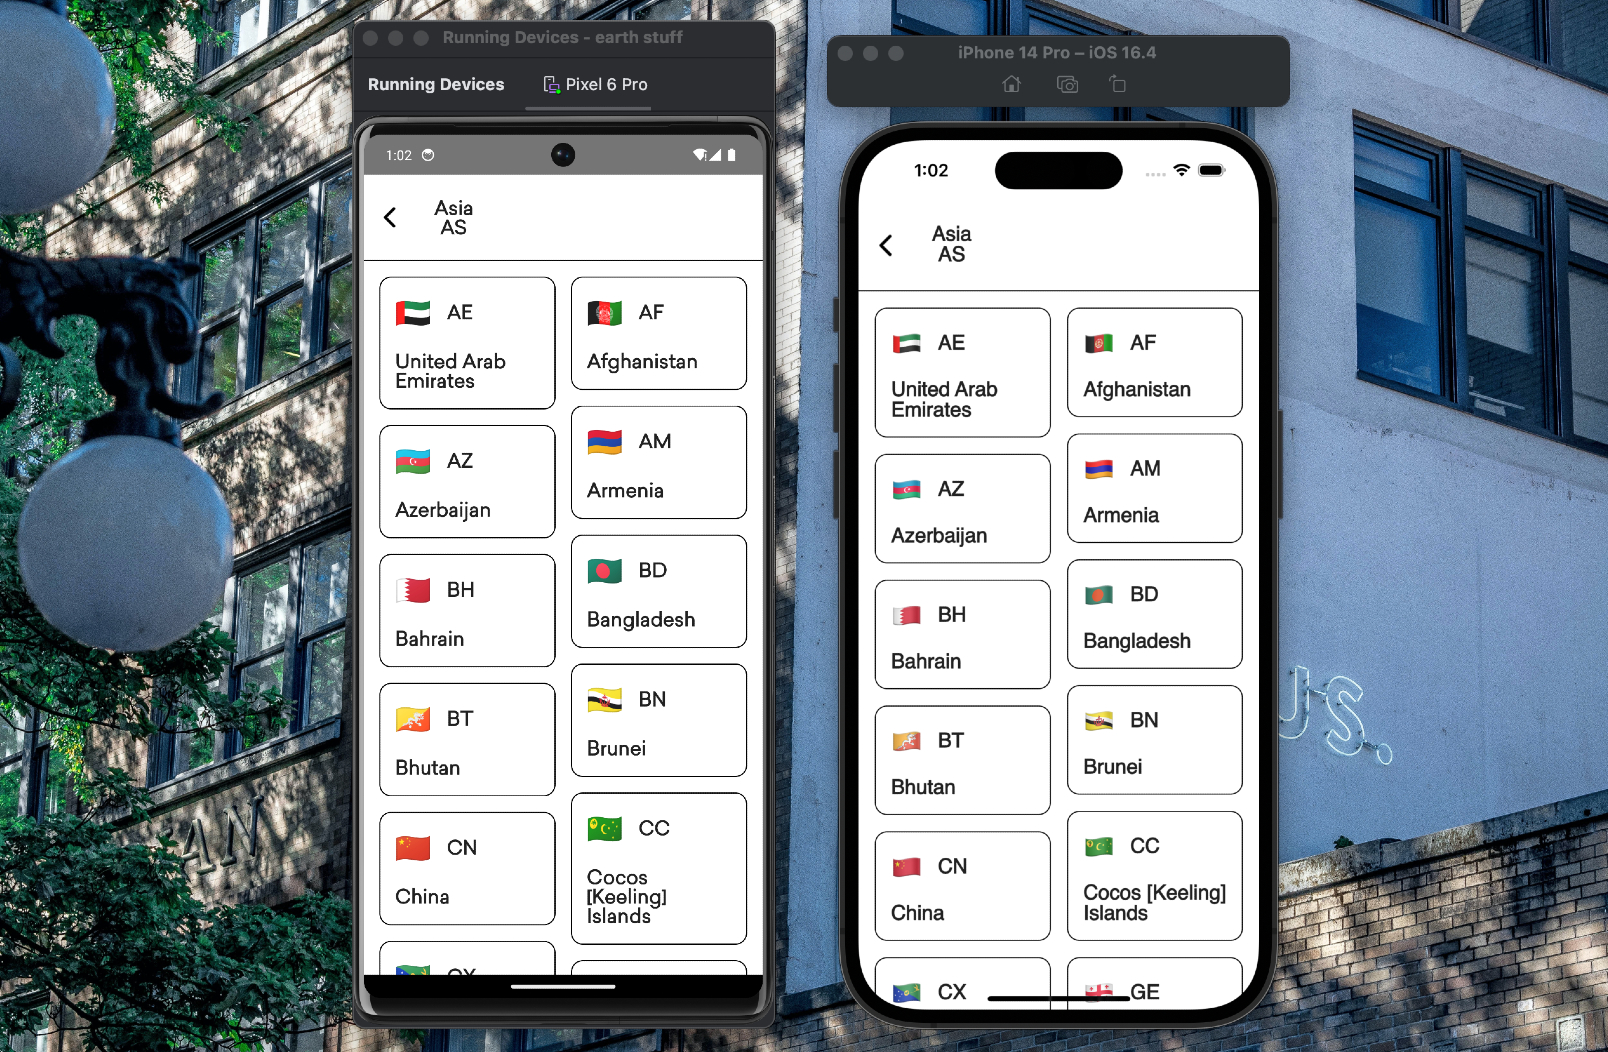 Running Devices - earth stuff
Running Devices
Pixel 6 Pro
1:02
Asia
AS
AE
United Arab
Emirates
AF
Afghanistan
AZ
Azerbaijan
AM
Armenia
BH
Bahrain
BD
Bangladesh
BT
Bhutan
BN
Brunei
CN
China
CC
Cocos
[Keeling]
Islands
CX
iPhone 14 Pro – iOS 16.4
1:02
Asia
AS
AE
United Arab
Emirates
AF
Afghanistan
AZ
Azerbaijan
AM
Armenia
BH
Bahrain
BD
Bangladesh
BT
Bhutan
BN
Brunei
CN
China
CC
Cocos [Keeling]
Islands
CX
GE